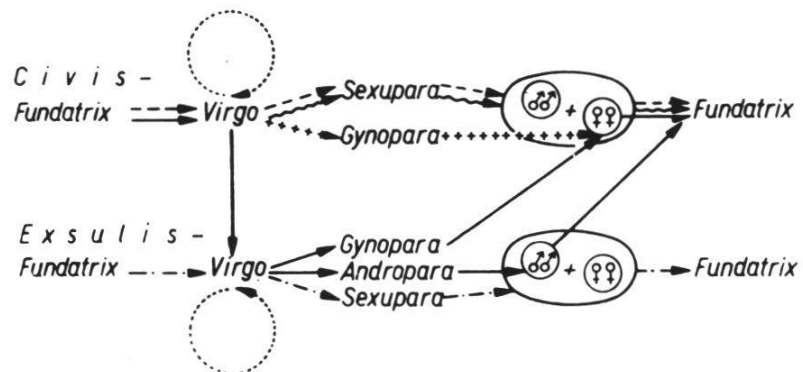 Civis-
Fundatrix Virgo Sexupara ♂♂ + ♀♀ Fundatrix
Gynopara
Exsulis-
Gynopara
Fundatrix Virgo Andropara ♂♂ + ♀♀ Fundatrix
Sexupara